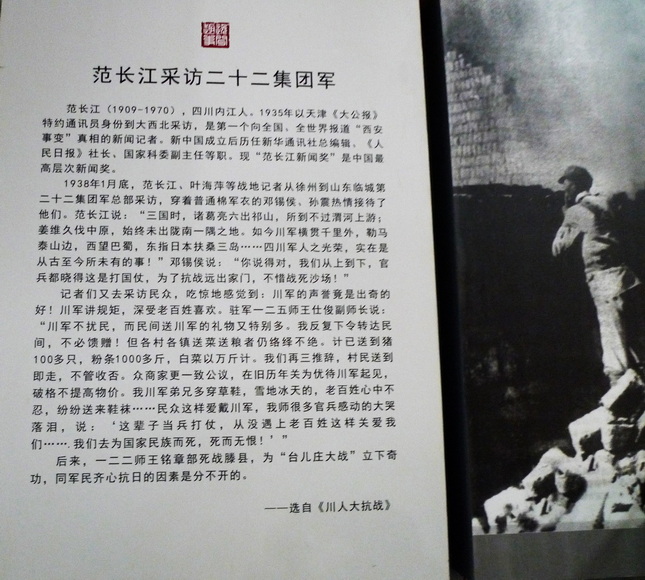 范长江采访二十二集团军
范长江（1909-1970），四川内江人。1935年以天津《大公报》
特约通讯员身份到大西北采访，是第一个向全国、全世界报道“西安
事变”真相的新闻记者。新中国成立后历任新华通讯社总编辑、《人
民日报》社长、国家科委副主任等职。现“范长江新闻奖”是中国最
高层次新闻奖。
1938年1月底，范长江、叶海萍等战地记者从徐州到山东临城第
二十二集团军总部采访，穿着普通棉军衣的邓锡侯、孙震热情接待了
他们。范长江说：“三国时，诸葛亮六出祁山，所到不过渭河上游；
姜维久伐中原，始终未出陇南一隅之地。如今川军横贯千里外，勒马
泰山边，西望巴蜀，东指日本扶桑三岛……四川军人之光荣，实在是
从古至今所未有的事！”邓锡侯说：“你说得对，我们从上到下，官
兵都晓得这是打国仗，为了抗战远出家门，不惜战死沙场！”
记者们又去采访民众，吃惊地感觉到：川军的声誉竟是出奇的
好！川军讲规矩，深受老百姓喜欢。驻军一二五师王仕俊副师长说：
“川军不扰民，而民间送川军的礼物又特别多。我反复下令转达民
间，不必馈赠！但各村各镇送菜送粮者仍络绎不绝。计已送到猪
100多只，粉条1000多斤，白菜以万斤计。我们再三推辞，村民送到
即走，不管收否。众商家更一致公议，在旧历年关为优待川军起见，
破格不提高物价。我川军弟兄多穿草鞋，雪地冰天的，老百姓心中不
忍，纷纷送来鞋袜……民众这样爱戴川军，我师很多官兵感动的大哭
落泪，说：‘这辈子当兵打仗，从没遇上老百姓这样关爱我
们……我们去为国家民族而死，死而无恨！’”
后来，一二二师王铭章部死战滕县，为“台儿庄大战”立下奇
功，同军民齐心抗日的因素是分不开的。
——选自《川人大抗战》